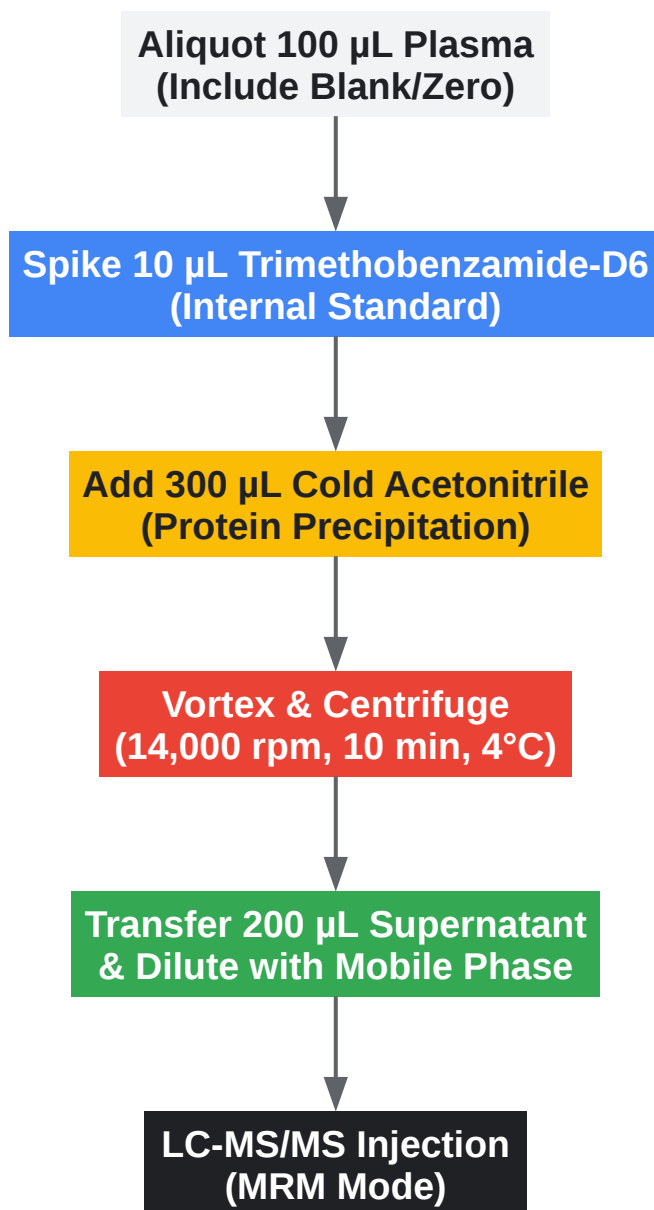 Aliquot 100 µL Plasma
(Include Blank/Zero)
Spike 10 µL Trimethobenzamide-D6
(Internal Standard)
Add 300 µL Cold Acetonitrile
(Protein Precipitation)
Vortex & Centrifuge
(14,000 rpm, 10 min, 4°C)
Transfer 200 µL Supernatant
& Dilute with Mobile Phase
LC-MS/MS Injection
(MRM Mode)